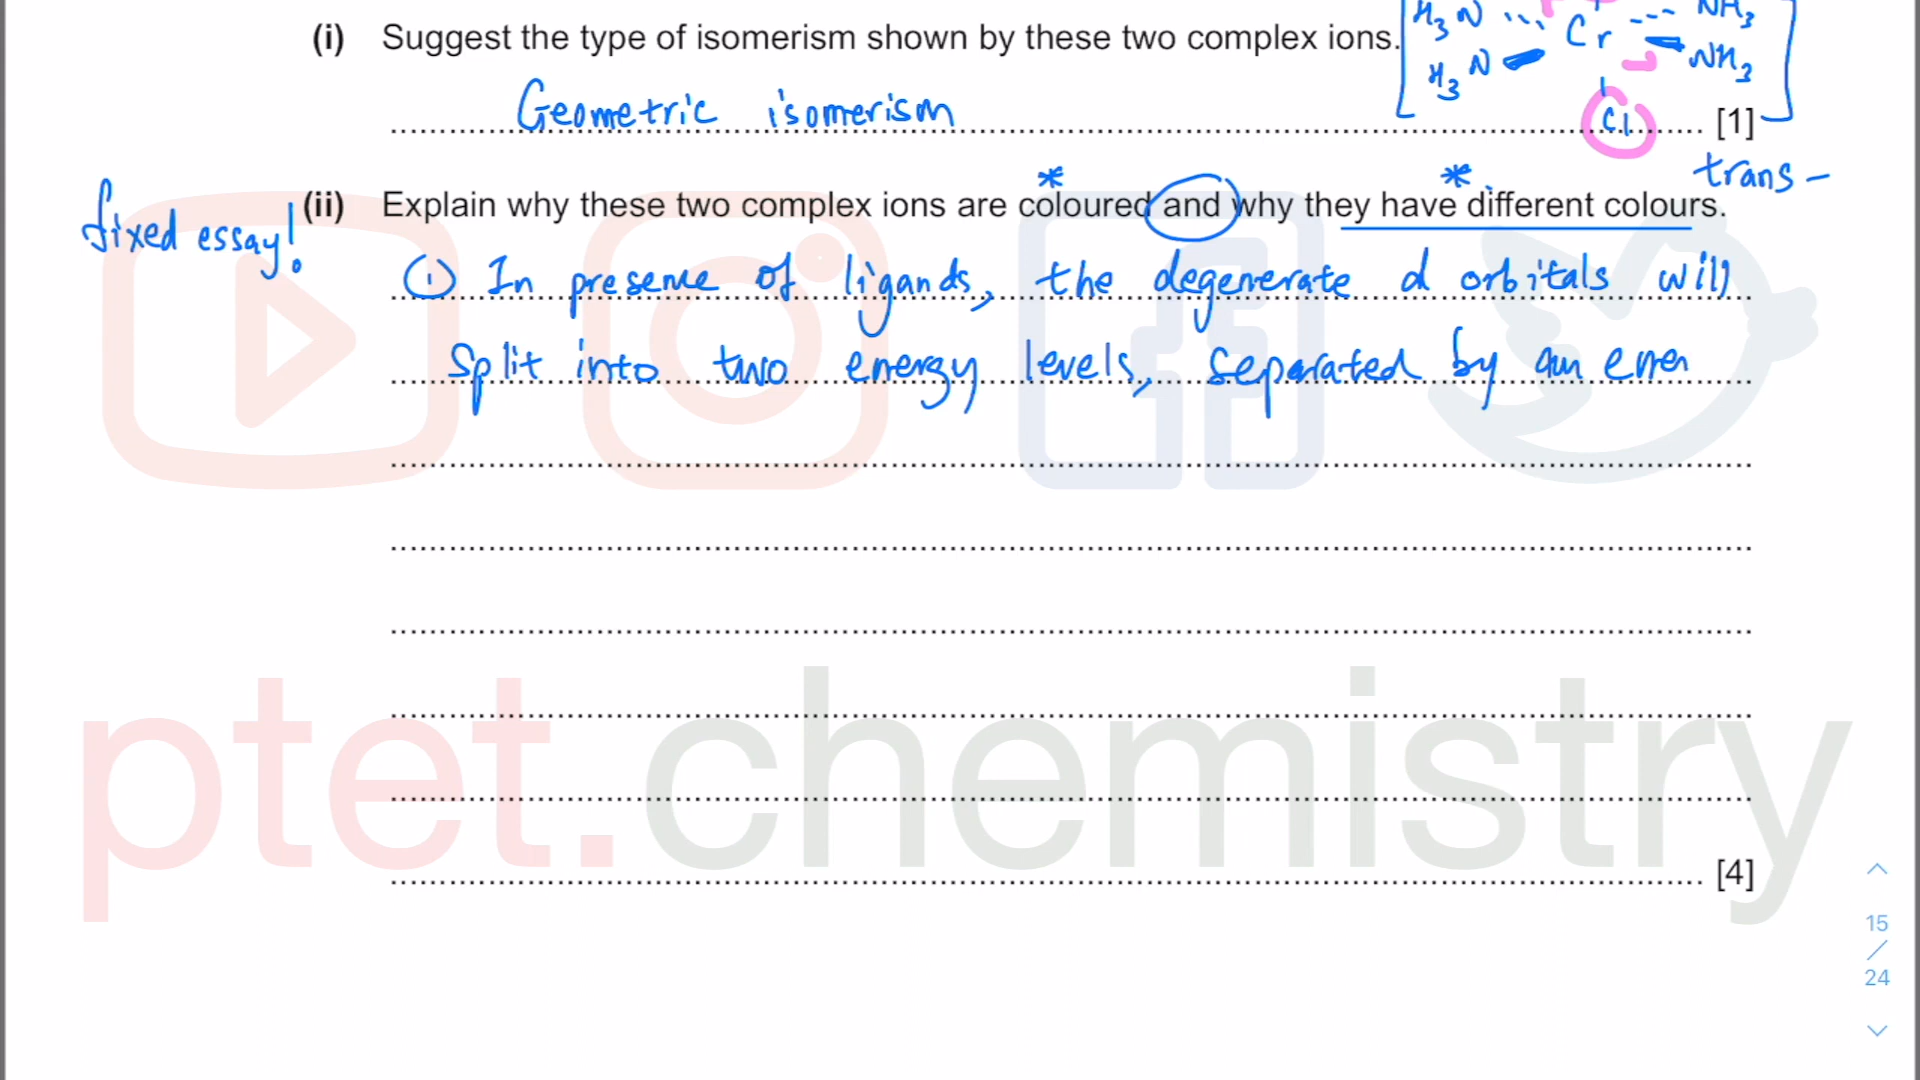 (i) Suggest the type of isomerism shown by these two complex ions.
H3N Cr NH3
H3N NH3
Cl
Geometric isomerism
[1]
trans-
fixed essay!
(ii) Explain why these two complex ions are coloured and why they have different colours.
(1) In presence of ligands, the degenerate d orbitals will
split into two energy levels, separated by an ener
ptet.chemistry
[4]
15
/
24